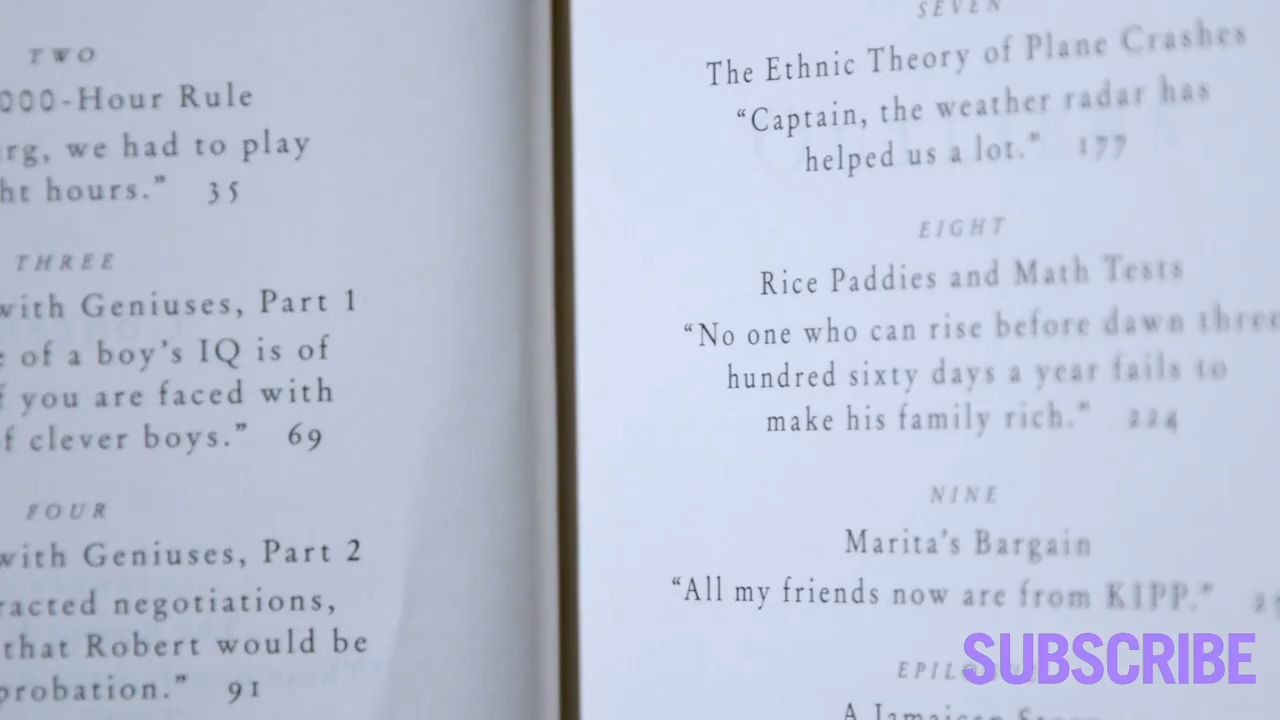 TWO
000-Hour Rule
rg, we had to play
ht hours.” 35
THREE
with Geniuses, Part 1
e of a boy’s IQ is of
f you are faced with
f clever boys.” 69
FOUR
with Geniuses, Part 2
racted negotiations,
that Robert would be
probation.” 91
SEVEN
The Ethnic Theory of Plane Crashes
“Captain, the weather radar has
helped us a lot.” 177
EIGHT
Rice Paddies and Math Tests
“No one who can rise before dawn three
hundred sixty days a year fails to
make his family rich.” 224
NINE
Marita’s Bargain
“All my friends now are from KIPP.”
A Jamaican
SUBSCRIBE